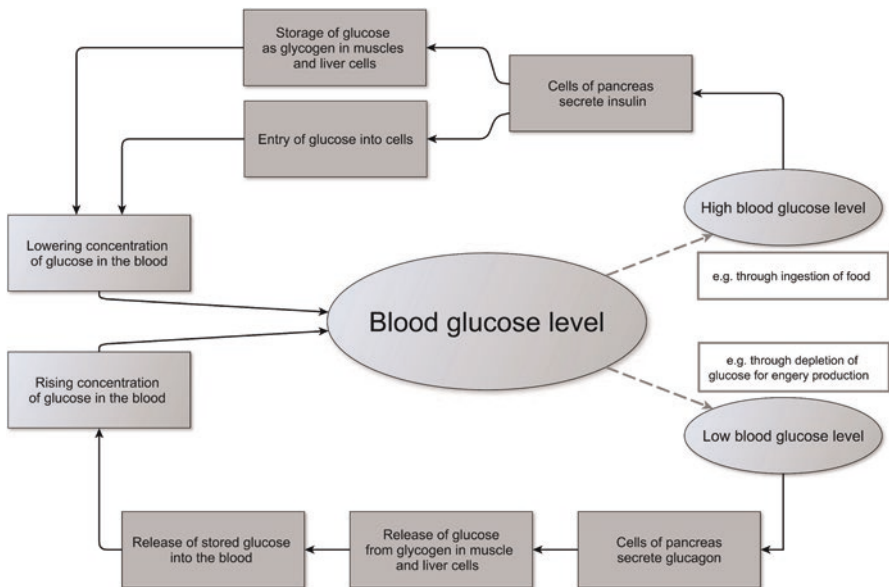 Storage of glucose
as glycogen in muscles
and liver cells
Cells of pancreas
secrete insulin
Entry of glucose into cells
High blood glucose level
Lowering concentration
of glucose in the blood
e.g. through ingestion of food
Blood glucose level
e.g. through depletion of
glucose for engery production
Rising concentration
of glucose in the blood
Low blood glucose level
Release of stored glucose
into the blood
Release of glucose
from glycogen in muscle
and liver cells
Cells of pancreas
secrete glucagon